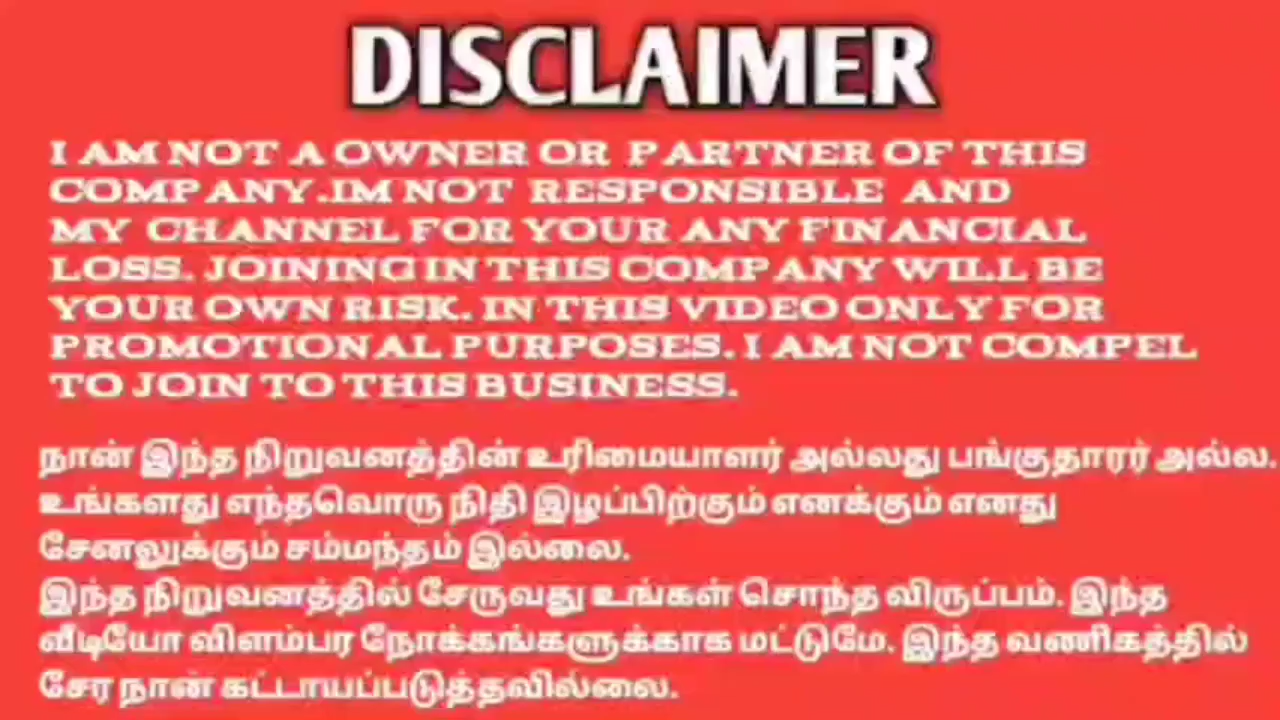 DISCLAIMER
I AM NOT A OWNER OR PARTNER OF THIS
COMPANY.IM NOT RESPONSIBLE AND
MY CHANNEL FOR YOUR ANY FINANCIAL
LOSS. JOINING IN THIS COMPANY WILL BE
YOUR OWN RISK. IN THIS VIDEO ONLY FOR
PROMOTIONAL PURPOSES. I AM NOT COMPEL
TO JOIN TO THIS BUSINESS.
நான் இந்த நிறுவனத்தின் உரிமையாளர் அல்லது பங்குதாரர் அல்ல.
உங்களது எந்தவொரு நிதி இழப்பிற்கும் எனக்கும் எனது
சேனலுக்கும் சம்மந்தம் இல்லை.
இந்த நிறுவனத்தில் சேருவது உங்கள் சொந்த விருப்பம். இந்த
வீடியோ விளம்பர நோக்கங்களுக்காக மட்டுமே. இந்த வணிகத்தில்
சேர நான் கட்டாயப்படுத்தவில்லை.